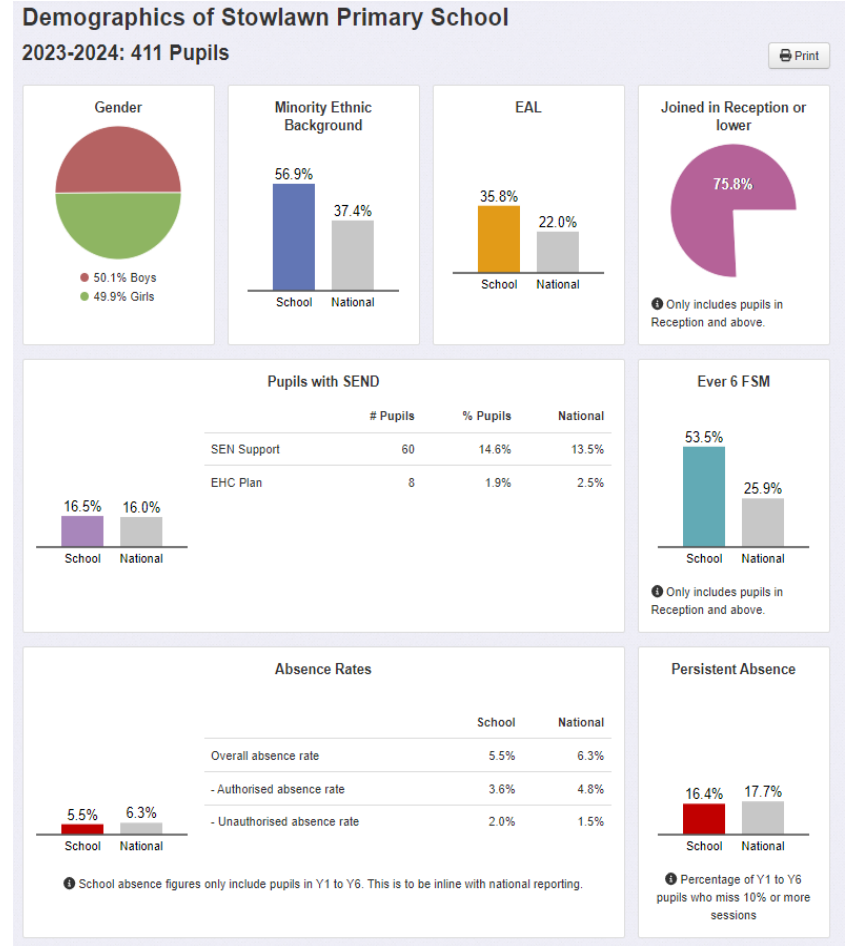 Demographics of Stowlawn Primary School
2023-2024: 411 Pupils
Print
Gender
50.1% Boys
49.9% Girls
Minority Ethnic
Background
56.9%
37.4%
School National
EAL
35.8%
22.0%
School National
Joined in Reception or
lower
75.8%
Only includes pupils in
Reception and above.
Pupils with SEND
16.5% 16.0%
School National
# Pupils % Pupils National
SEN Support 60 14.6% 13.5%
EHC Plan 8 1.9% 2.5%
Ever 6 FSM
53.5%
25.9%
School National
Only includes pupils in
Reception and above.
Absence Rates
5.5% 6.3%
School National
School National
Overall absence rate 5.5% 6.3%
- Authorised absence rate 3.6% 4.8%
- Unauthorised absence rate 2.0% 1.5%
School absence figures only include pupils in Y1 to Y6. This is to be inline with national reporting.
Persistent Absence
16.4% 17.7%
School National
Percentage of Y1 to Y6
pupils who miss 10% or more
sessions